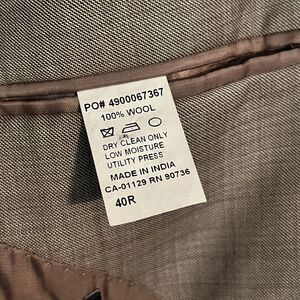 PO# 4900067367
100% WOOL
DRY CLEAN ONLY
LOW MOISTURE
UTILITY PRESS
MADE IN INDIA
CA-01129 RN 90736
40R